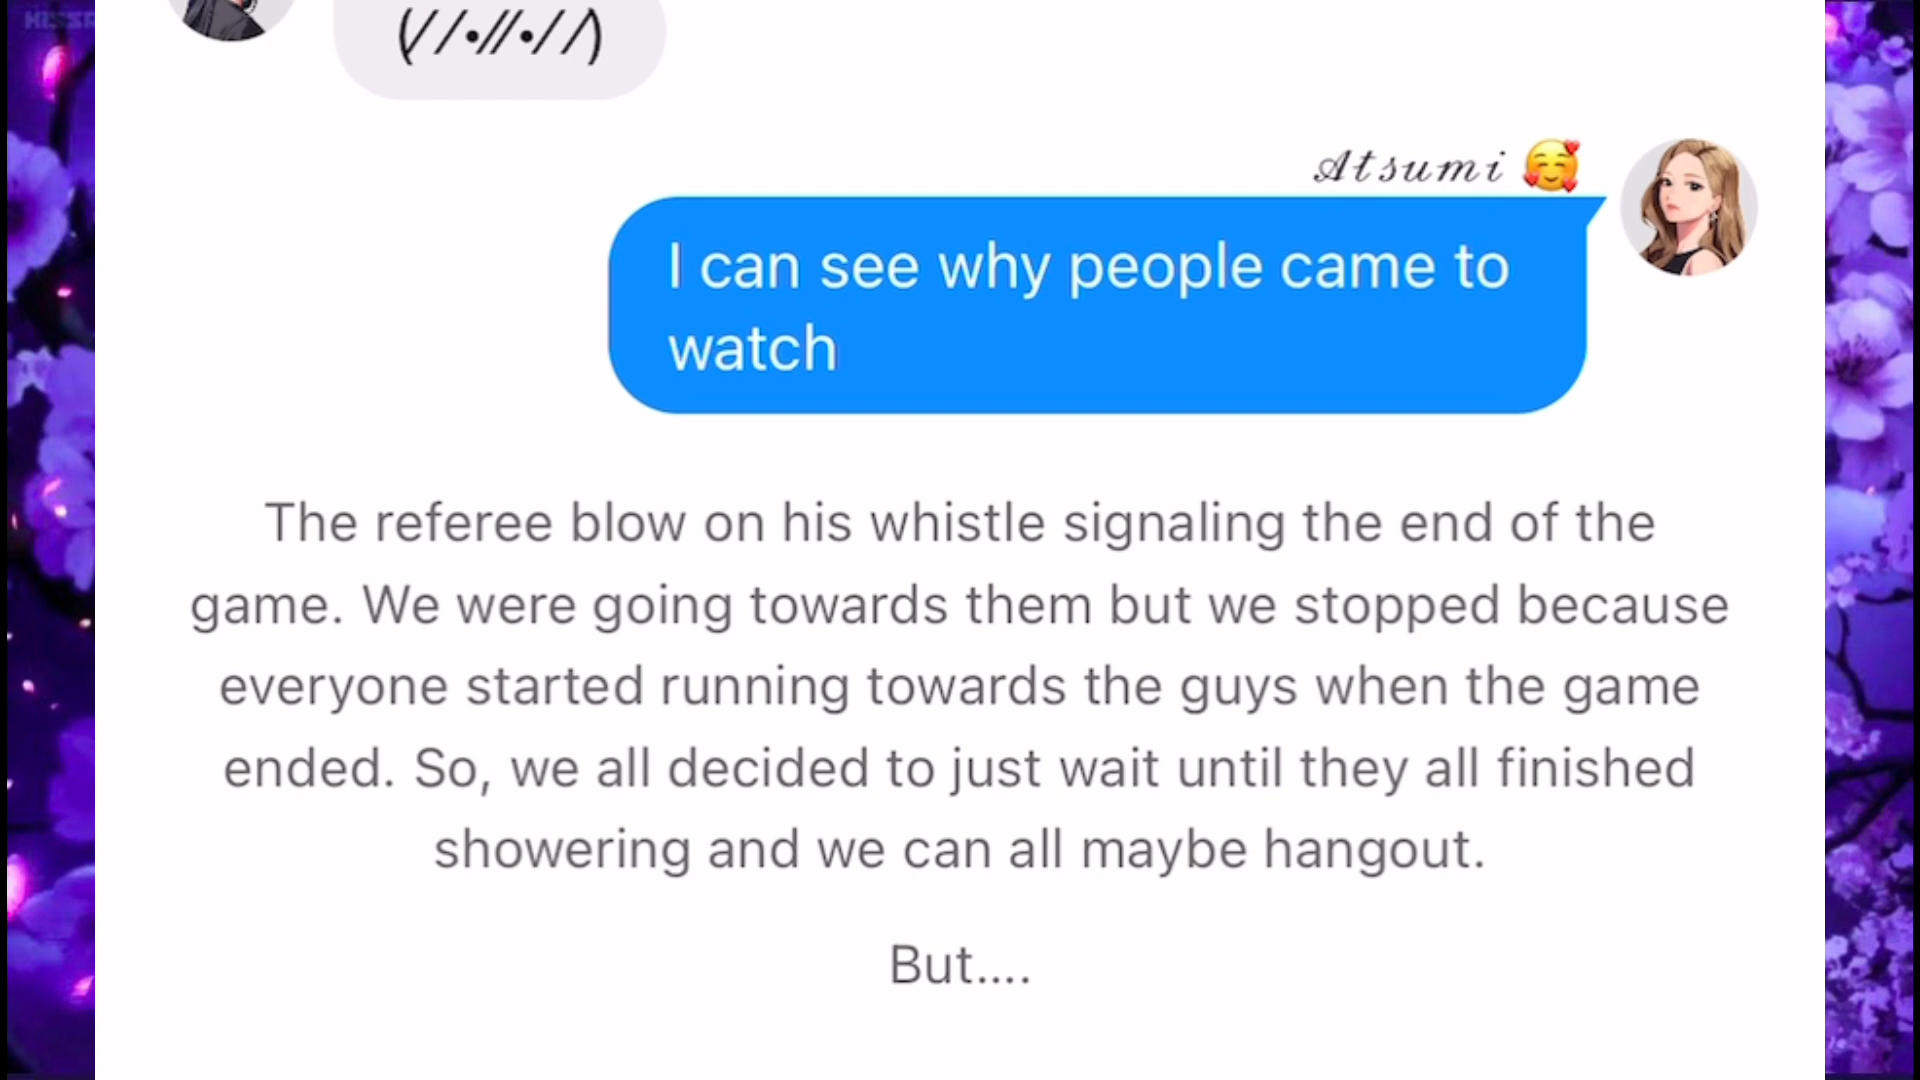 (//•//•//)
𝒜𝓉𝓈𝓊𝓂𝒾 🥰
I can see why people came to
watch
The referee blow on his whistle signaling the end of the
game. We were going towards them but we stopped because
everyone started running towards the guys when the game
ended. So, we all decided to just wait until they all finished
showering and we can all maybe hangout.
But....